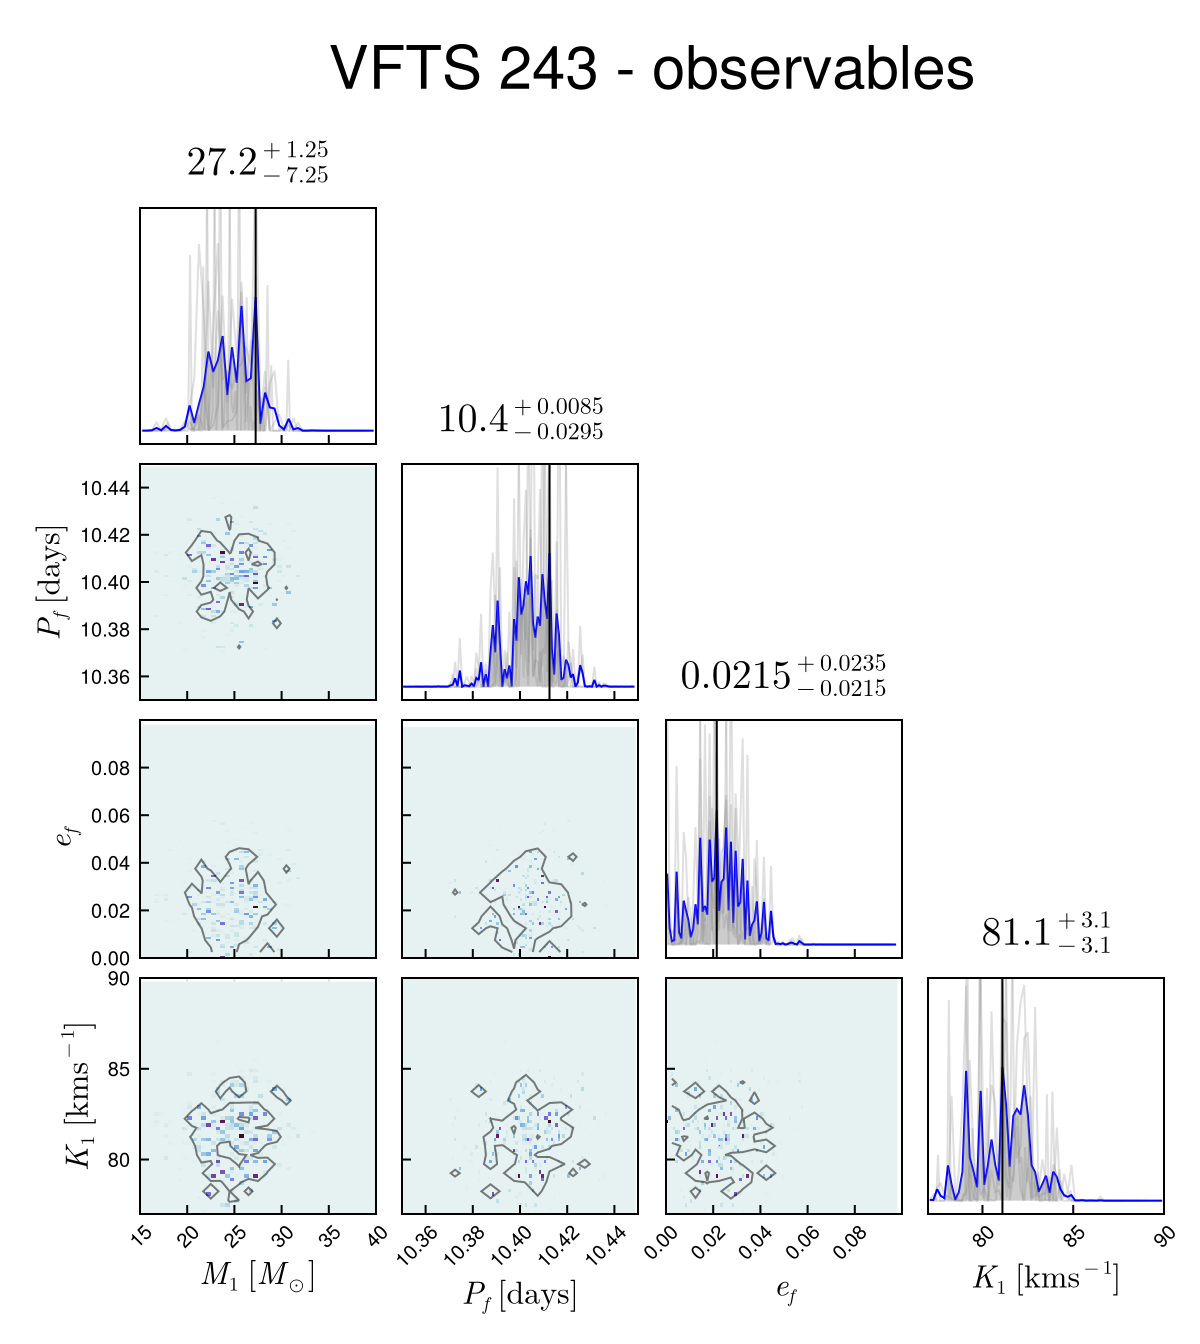 VFTS 243 - observables
27.2 +1.25 −7.25
10.4 +0.0085 −0.0295
10.44
10.42
10.40
10.38
10.36
P_f [days]
0.0215 +0.0235 −0.0215
0.08
0.06
0.04
0.02
0.00
e_f
81.1 +3.1 −3.1
90
85
80
K_1 [kms^−1]
15 20 25 30 35 40
10.36 10.38 10.40 10.42 10.44
0.00 0.02 0.04 0.06 0.08
80 85 90
M_1 [M_⊙]
P_f [days]
e_f
K_1 [kms^−1]